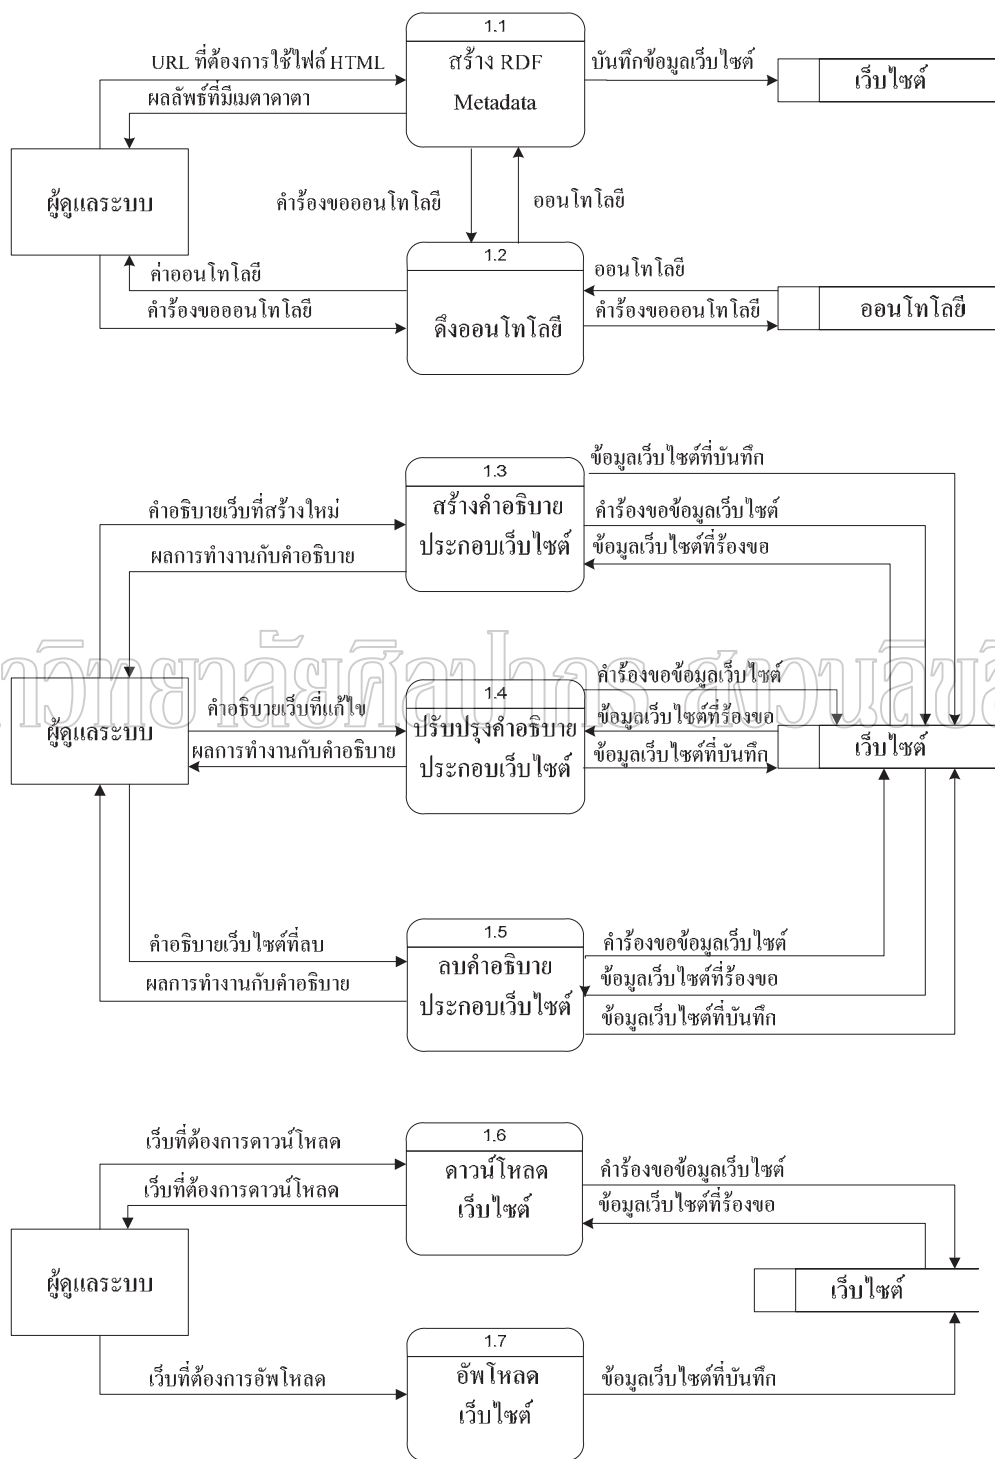 1.1
URL ที่ต้องการใช้ไฟล์ HTML
สร้าง RDF
Metadata
บันทึกข้อมูลเว็บไซต์
เว็บไซต์
ผลลัพธ์ที่มีเมตาดาตา
ผู้ดูแลระบบ
คำร้องขอออนโทโลยี
ออนโทโลยี
1.2
ค่าออนโทโลยี
คำร้องขอออนโทโลยี
ดึงออนโทโลยี
ออนโทโลยี
คำร้องขอออนโทโลยี
ออนโทโลยี
1.3
คำอธิบายเว็บที่สร้างใหม่
ผลการทำงานกับคำอธิบาย
สร้างคำอธิบาย
ประกอบเว็บไซต์
ข้อมูลเว็บไซต์ที่บันทึก
คำร้องขอข้อมูลเว็บไซต์
ข้อมูลเว็บไซต์ที่ร้องขอ
าวิทยาลัยศิลปากร สงวนลิขสิ
ผู้ดูแลระบบ
1.4
คำอธิบายเว็บที่แก้ไข
ผลการทำงานกับคำอธิบาย
ปรับปรุงคำอธิบาย
ประกอบเว็บไซต์
คำร้องขอข้อมูลเว็บไซต์
ข้อมูลเว็บไซต์ที่ร้องขอ
ข้อมูลเว็บไซต์ที่บันทึก
เว็บไซต์
1.5
คำอธิบายเว็บไซต์ที่ลบ
ผลการทำงานกับคำอธิบาย
ลบคำอธิบาย
ประกอบเว็บไซต์
คำร้องขอข้อมูลเว็บไซต์
ข้อมูลเว็บไซต์ที่ร้องขอ
ข้อมูลเว็บไซต์ที่บันทึก
1.6
เว็บที่ต้องการดาวน์โหลด
เว็บที่ต้องการดาวน์โหลด
ดาวน์โหลด
เว็บไซต์
คำร้องขอข้อมูลเว็บไซต์
ข้อมูลเว็บไซต์ที่ร้องขอ
ผู้ดูแลระบบ
เว็บไซต์
1.7
เว็บที่ต้องการอัพโหลด
อัพโหลด
เว็บไซต์
ข้อมูลเว็บไซต์ที่บันทึก